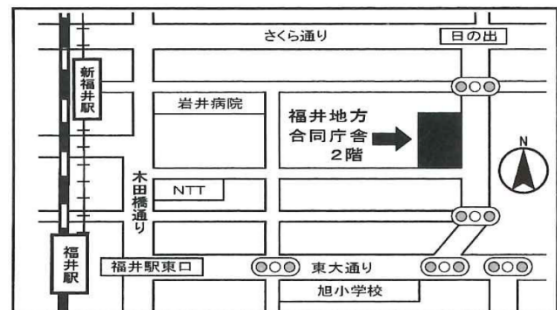 さくら通り
日の出
新福井駅
岩井病院
福井地方
合同庁舎
2階
N
木田橋通り
NTT
福井駅
福井駅東口
東大通り
旭小学校